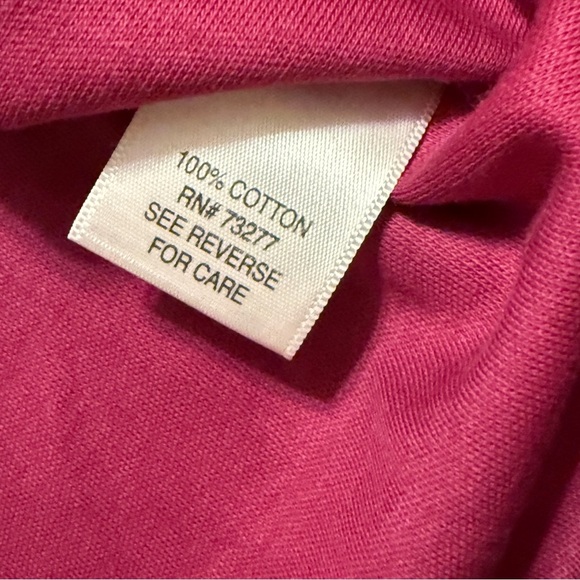 100% COTTON
RN# 73277
SEE REVERSE
FOR CARE